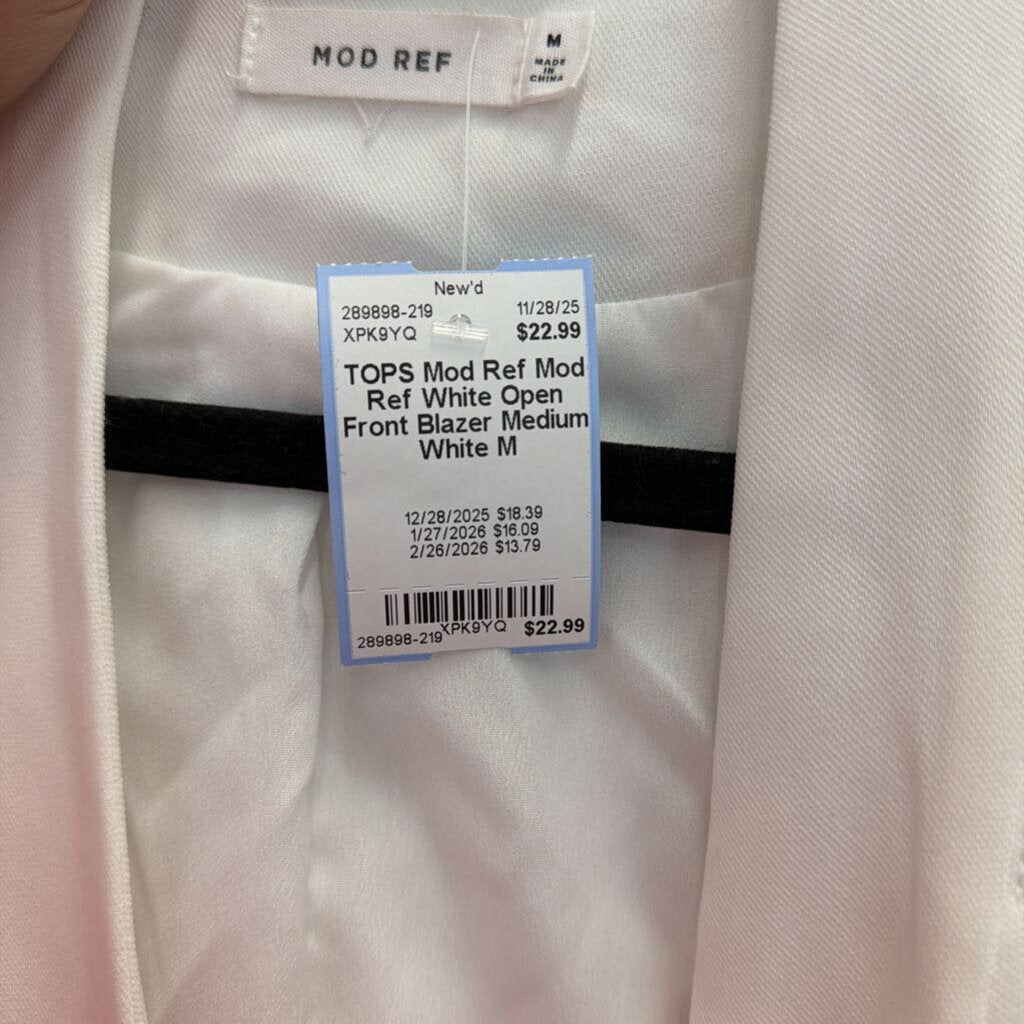 MOD REF
M
MADE
IN
CHINA
New'd
289898-219 11/28/25
XPK9YQ $22.99
TOPS Mod Ref Mod
Ref White Open
Front Blazer Medium
White M
12/28/2025 $18.39
1/27/2026 $16.09
2/26/2026 $13.79
289898-219 XPK9YQ $22.99